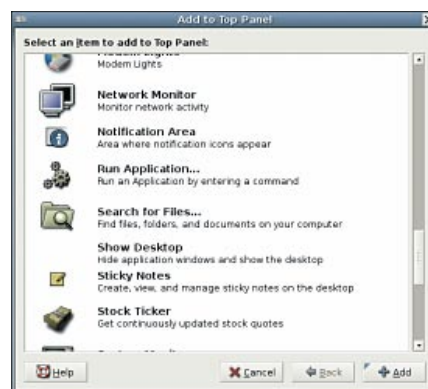 Add to Top Panel
Select an item to add to Top Panel:
Modem Lights
Modem Lights
Network Monitor
Monitor network activity
Notification Area
Area where notification icons appear
Run Application...
Run an Application by entering a command
Search for Files...
Find files, folders, and documents on your computer
Show Desktop
Hide application windows and show the desktop
Sticky Notes
Create, view, and manage sticky notes on the desktop
Stock Ticker
Get continuously updated stock quotes
Help
Cancel
Back
Add